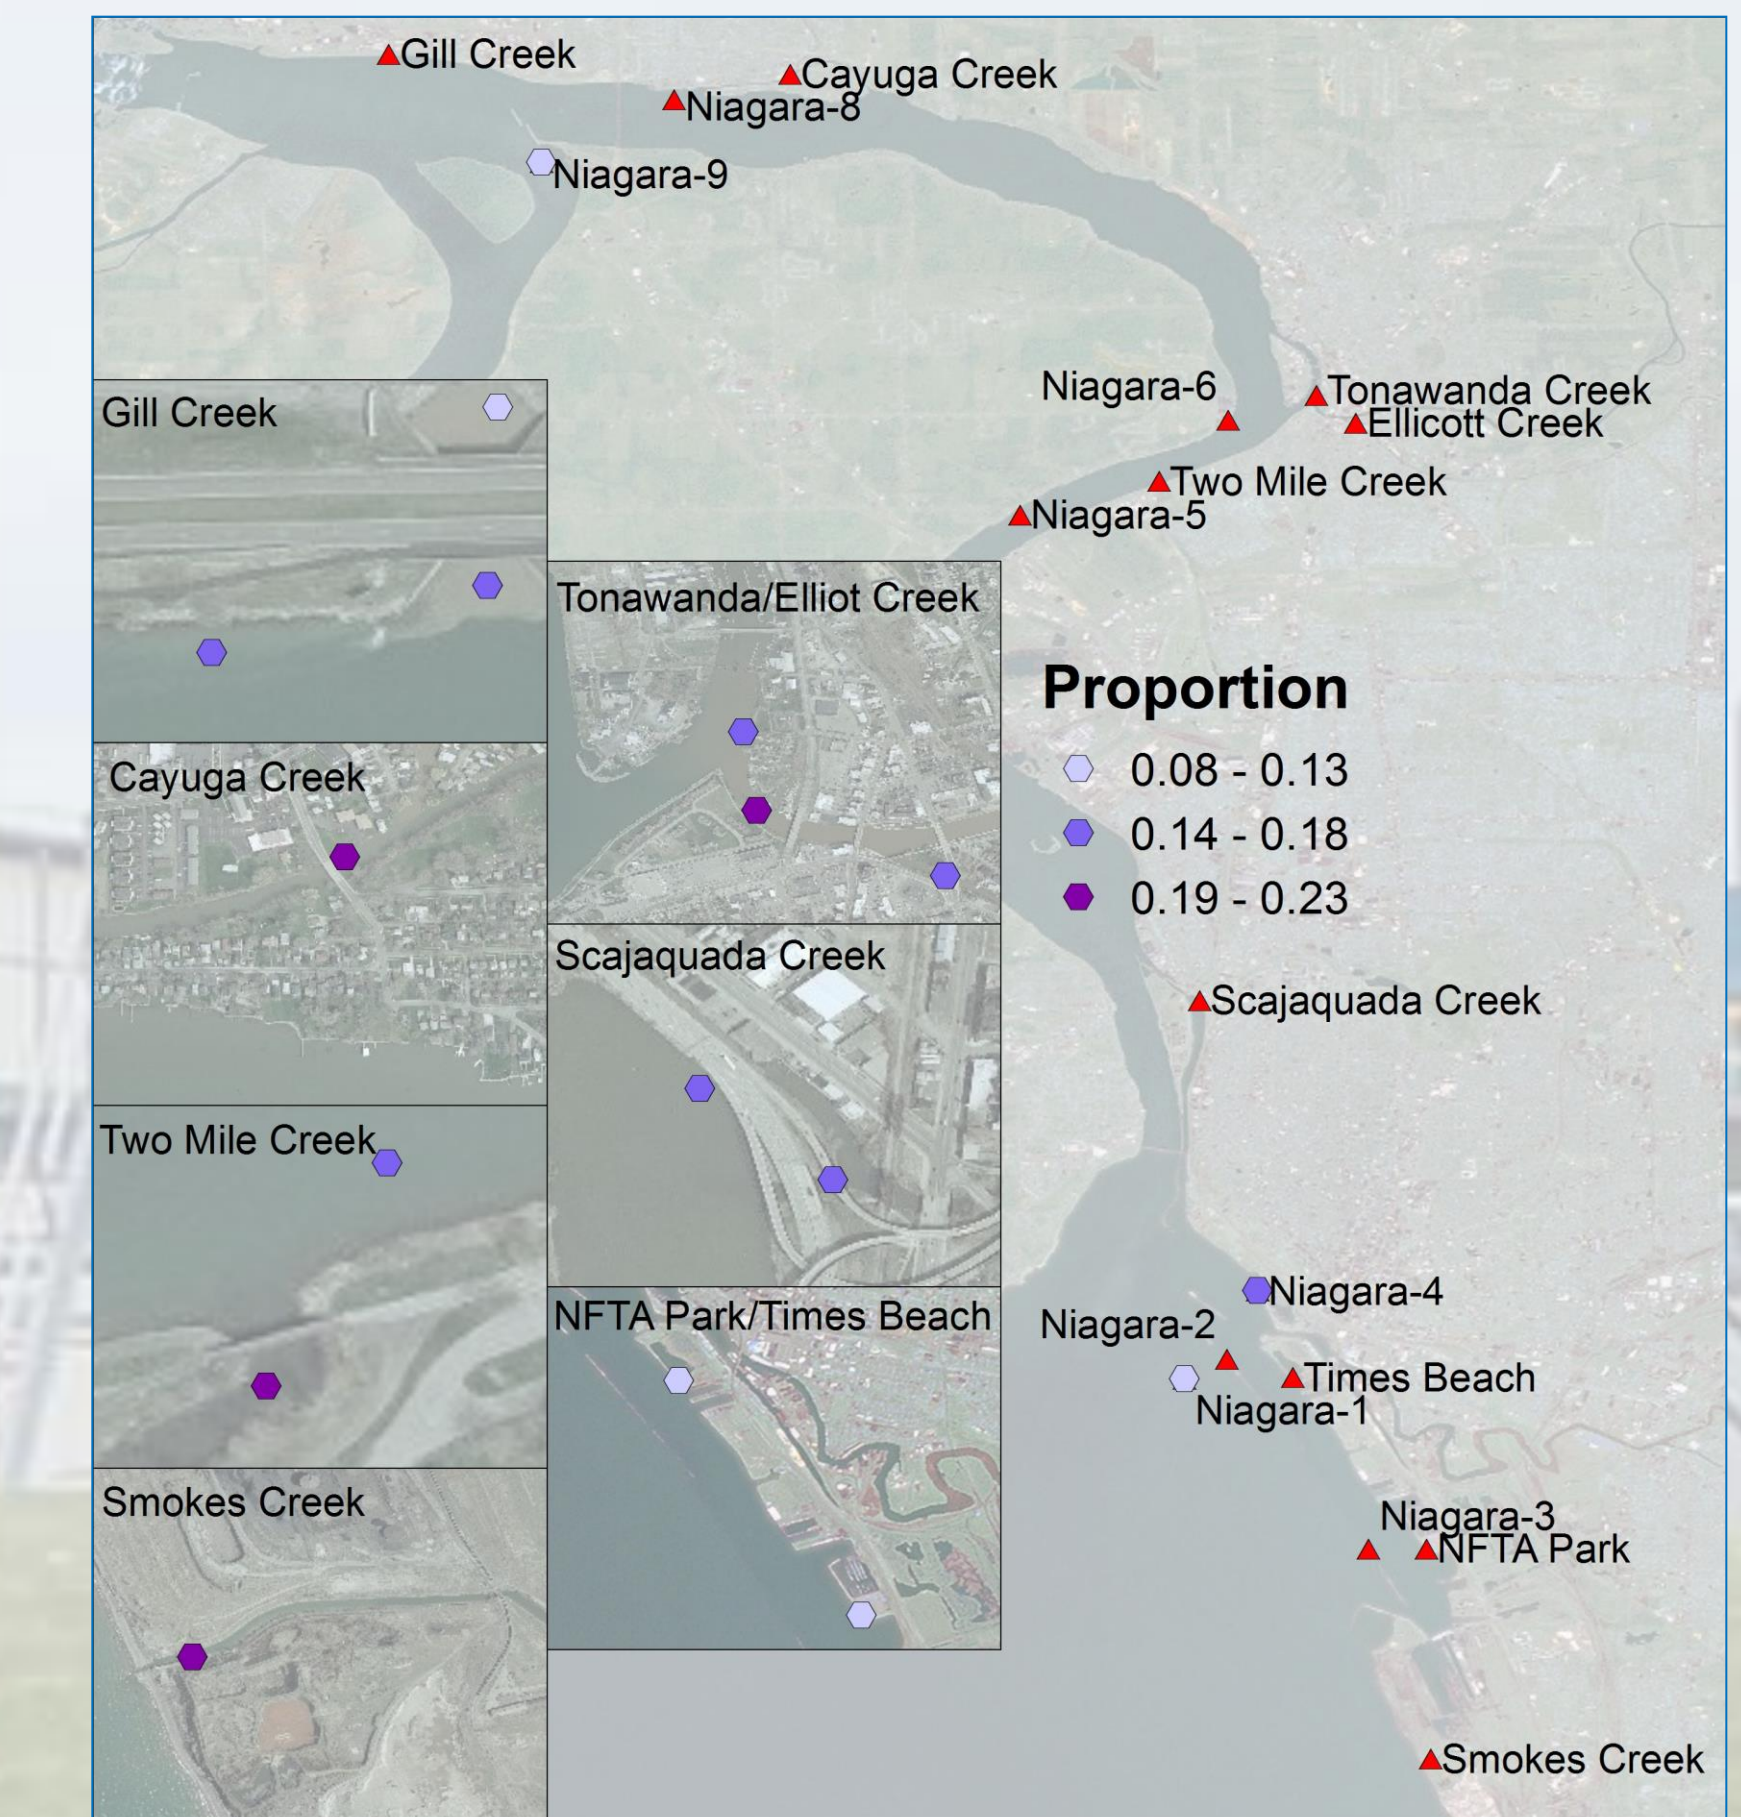 Gill Creek
Cayuga Creek
Niagara-8
Niagara-9
Niagara-6
Tonawanda Creek
Ellicott Creek
Two Mile Creek
Niagara-5
Gill Creek
Tonawanda/Elliot Creek
Proportion
0.08 - 0.13
0.14 - 0.18
0.19 - 0.23
Cayuga Creek
Scajaquada Creek
Scajaquada Creek
Two Mile Creek
NFTA Park/Times Beach
Niagara-4
Niagara-2
Times Beach
Niagara-1
Smokes Creek
Niagara-3
NFTA Park
Smokes Creek